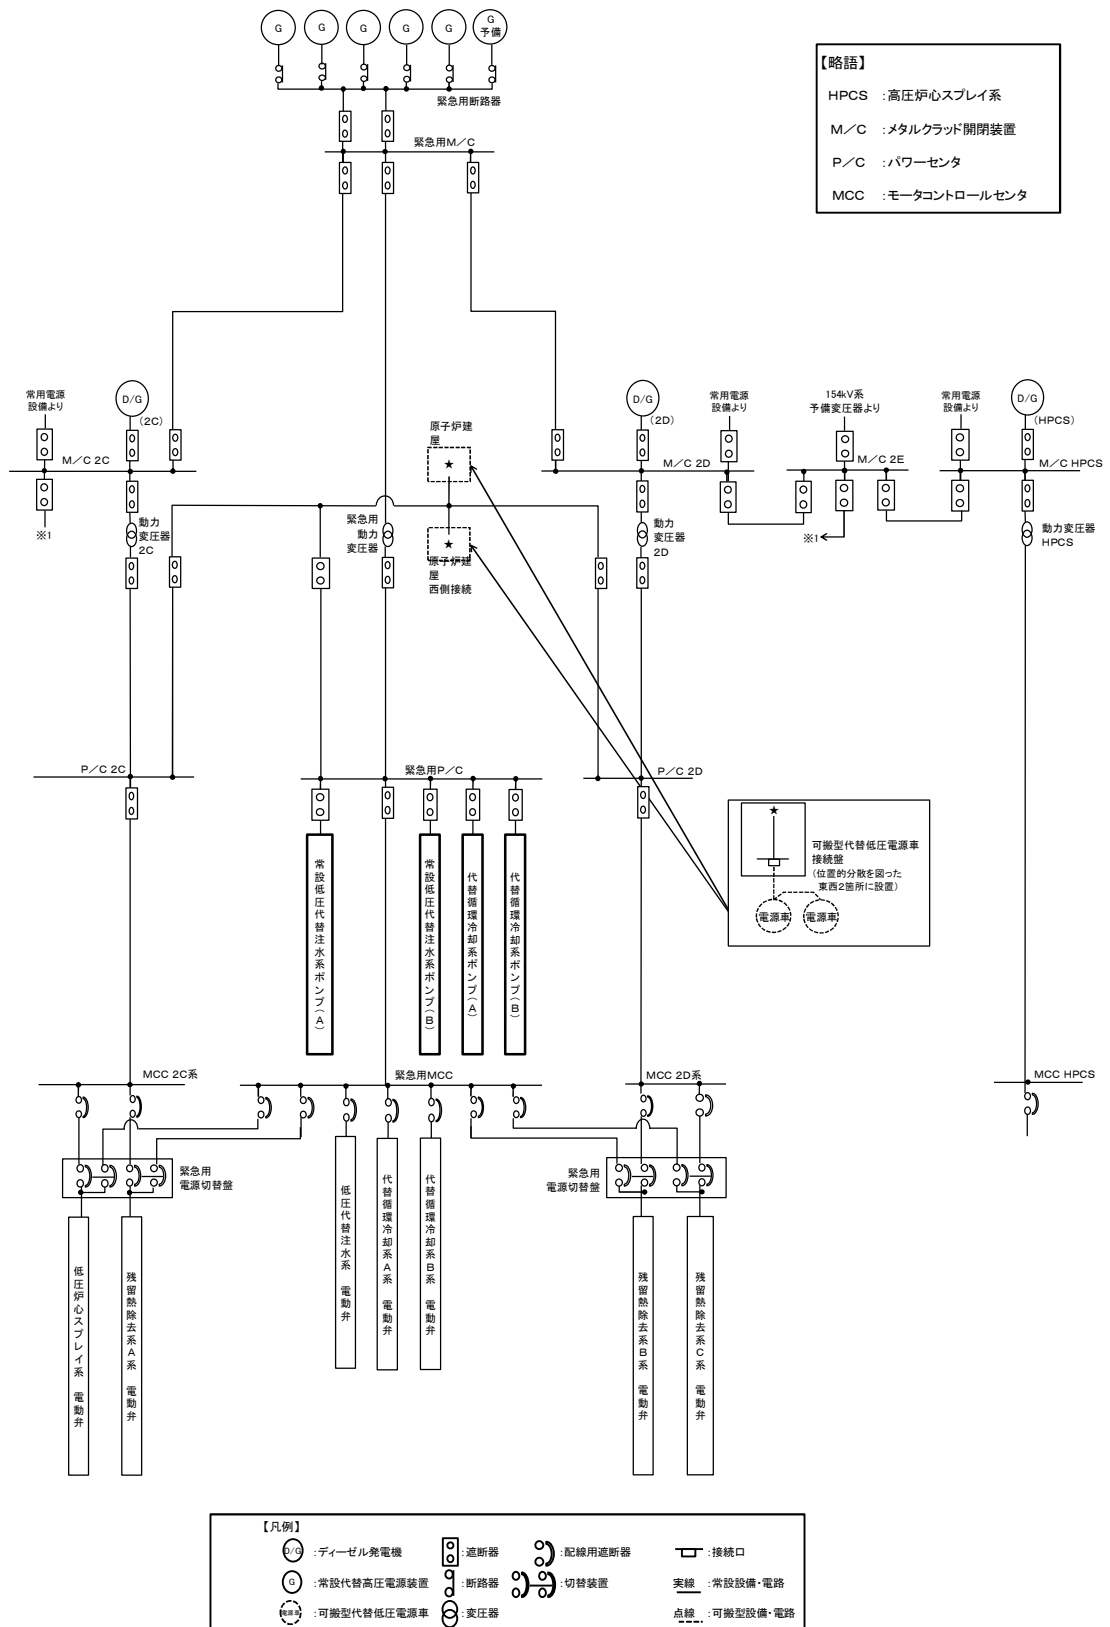 G
G
G
G
G
G
予備
緊急用断路器
緊急用M/C
【略語】
HPCS :高圧炉心スプレイ系
M/C :メタルクラッド開閉装置
P/C :パワーセンタ
MCC :モータコントロールセンタ
常用電源
設備より
D/G
(2C)
M/C 2C
※1
動力
変圧器
2C
原子炉建
屋
★
緊急用
動力
変圧器
★
原子炉建
屋
西側接続
D/G
(2D)
M/C 2D
動力
変圧器
2D
常用電源
設備より
154kV系
予備変圧器より
M/C 2E
※1
常用電源
設備より
D/G
(HPCS)
M/C HPCS
動力変圧器
HPCS
P/C 2C
緊急用P/C
P/C 2D
常設低圧代替注水系ポンプ(A)
常設低圧代替注水系ポンプ(B)
代替循環冷却系ポンプ(A)
代替循環冷却系ポンプ(B)
★
可搬型代替低圧電源車
接続盤
(位置的分散を図った
東西2箇所に設置)
電源車
電源車
MCC 2C系
緊急用MCC
MCC 2D系
MCC HPCS
緊急用
電源切替盤
緊急用
電源切替盤
低圧炉心スプレイ系 電動弁
残留熱除去系A系 電動弁
低圧代替注水系 電動弁
代替循環冷却系A系 電動弁
代替循環冷却系B系 電動弁
残留熱除去系B系 電動弁
残留熱除去系C系 電動弁
【凡例】
D/G :ディーゼル発電機 :遮断器 :配線用遮断器 :接続口
G :常設代替高圧電源装置 :断路器 :切替装置 実線 :常設設備・電路
電源車 :可搬型代替低圧電源車 :変圧器 点線 :可搬型設備・電路